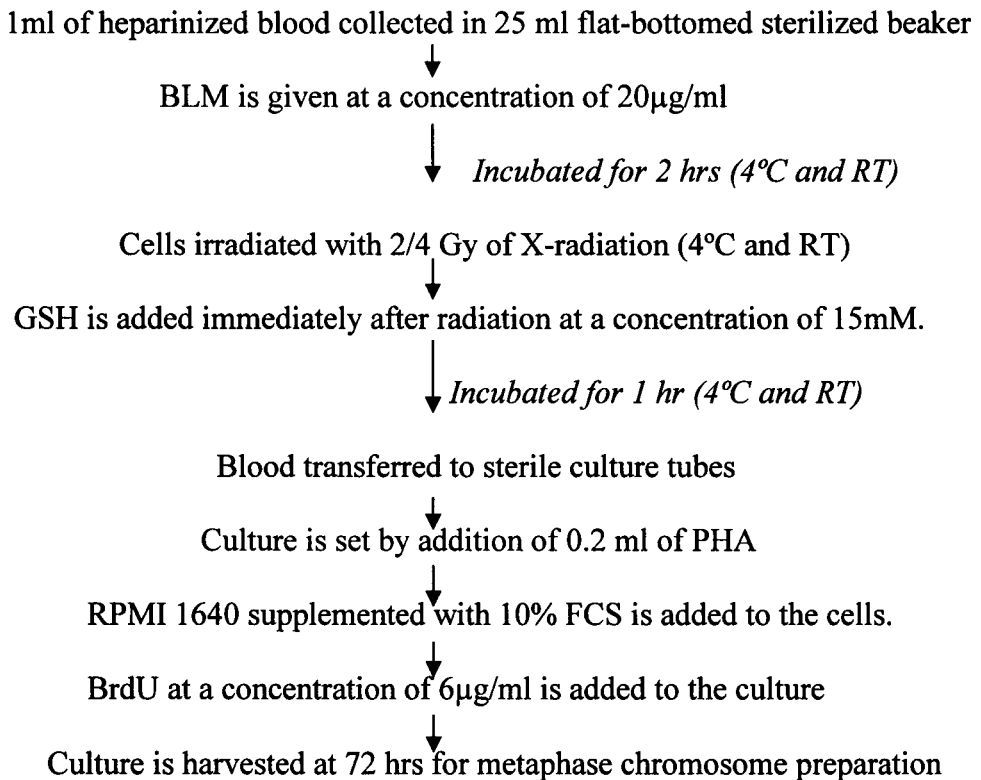 1ml of heparinized blood collected in 25 ml flat-bottomed sterilized beaker
BLM is given at a concentration of 20µg/ml
Incubated for 2 hrs (4ºC and RT)
Cells irradiated with 2/4 Gy of X-radiation (4ºC and RT)
GSH is added immediately after radiation at a concentration of 15mM.
Incubated for 1 hr (4ºC and RT)
Blood transferred to sterile culture tubes
Culture is set by addition of 0.2 ml of PHA
RPMI 1640 supplemented with 10% FCS is added to the cells.
BrdU at a concentration of 6µg/ml is added to the culture
Culture is harvested at 72 hrs for metaphase chromosome preparation